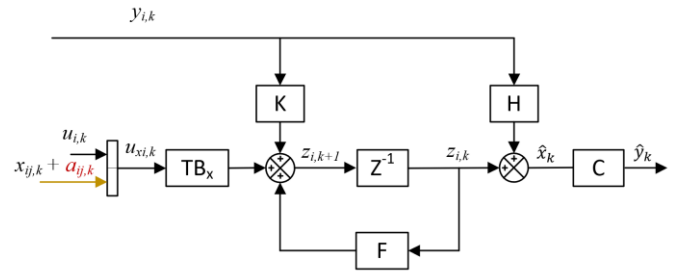 y_{i,k}
K
H
u_{i,k}
u_{xi,k}
z_{i,k+1}
z_{i,k}
x̂_k
ŷ_k
x_{ij,k} + a_{ij,k}
TB_x
Z^{-1}
C
F